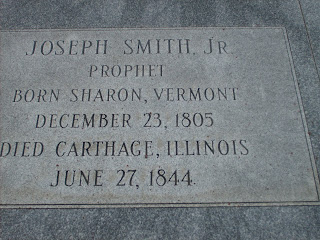 JOSEPH SMITH, JR.
PROPHET
BORN SHARON, VERMONT
DECEMBER 23, 1805
DIED CARTHAGE, ILLINOIS
JUNE 27, 1844